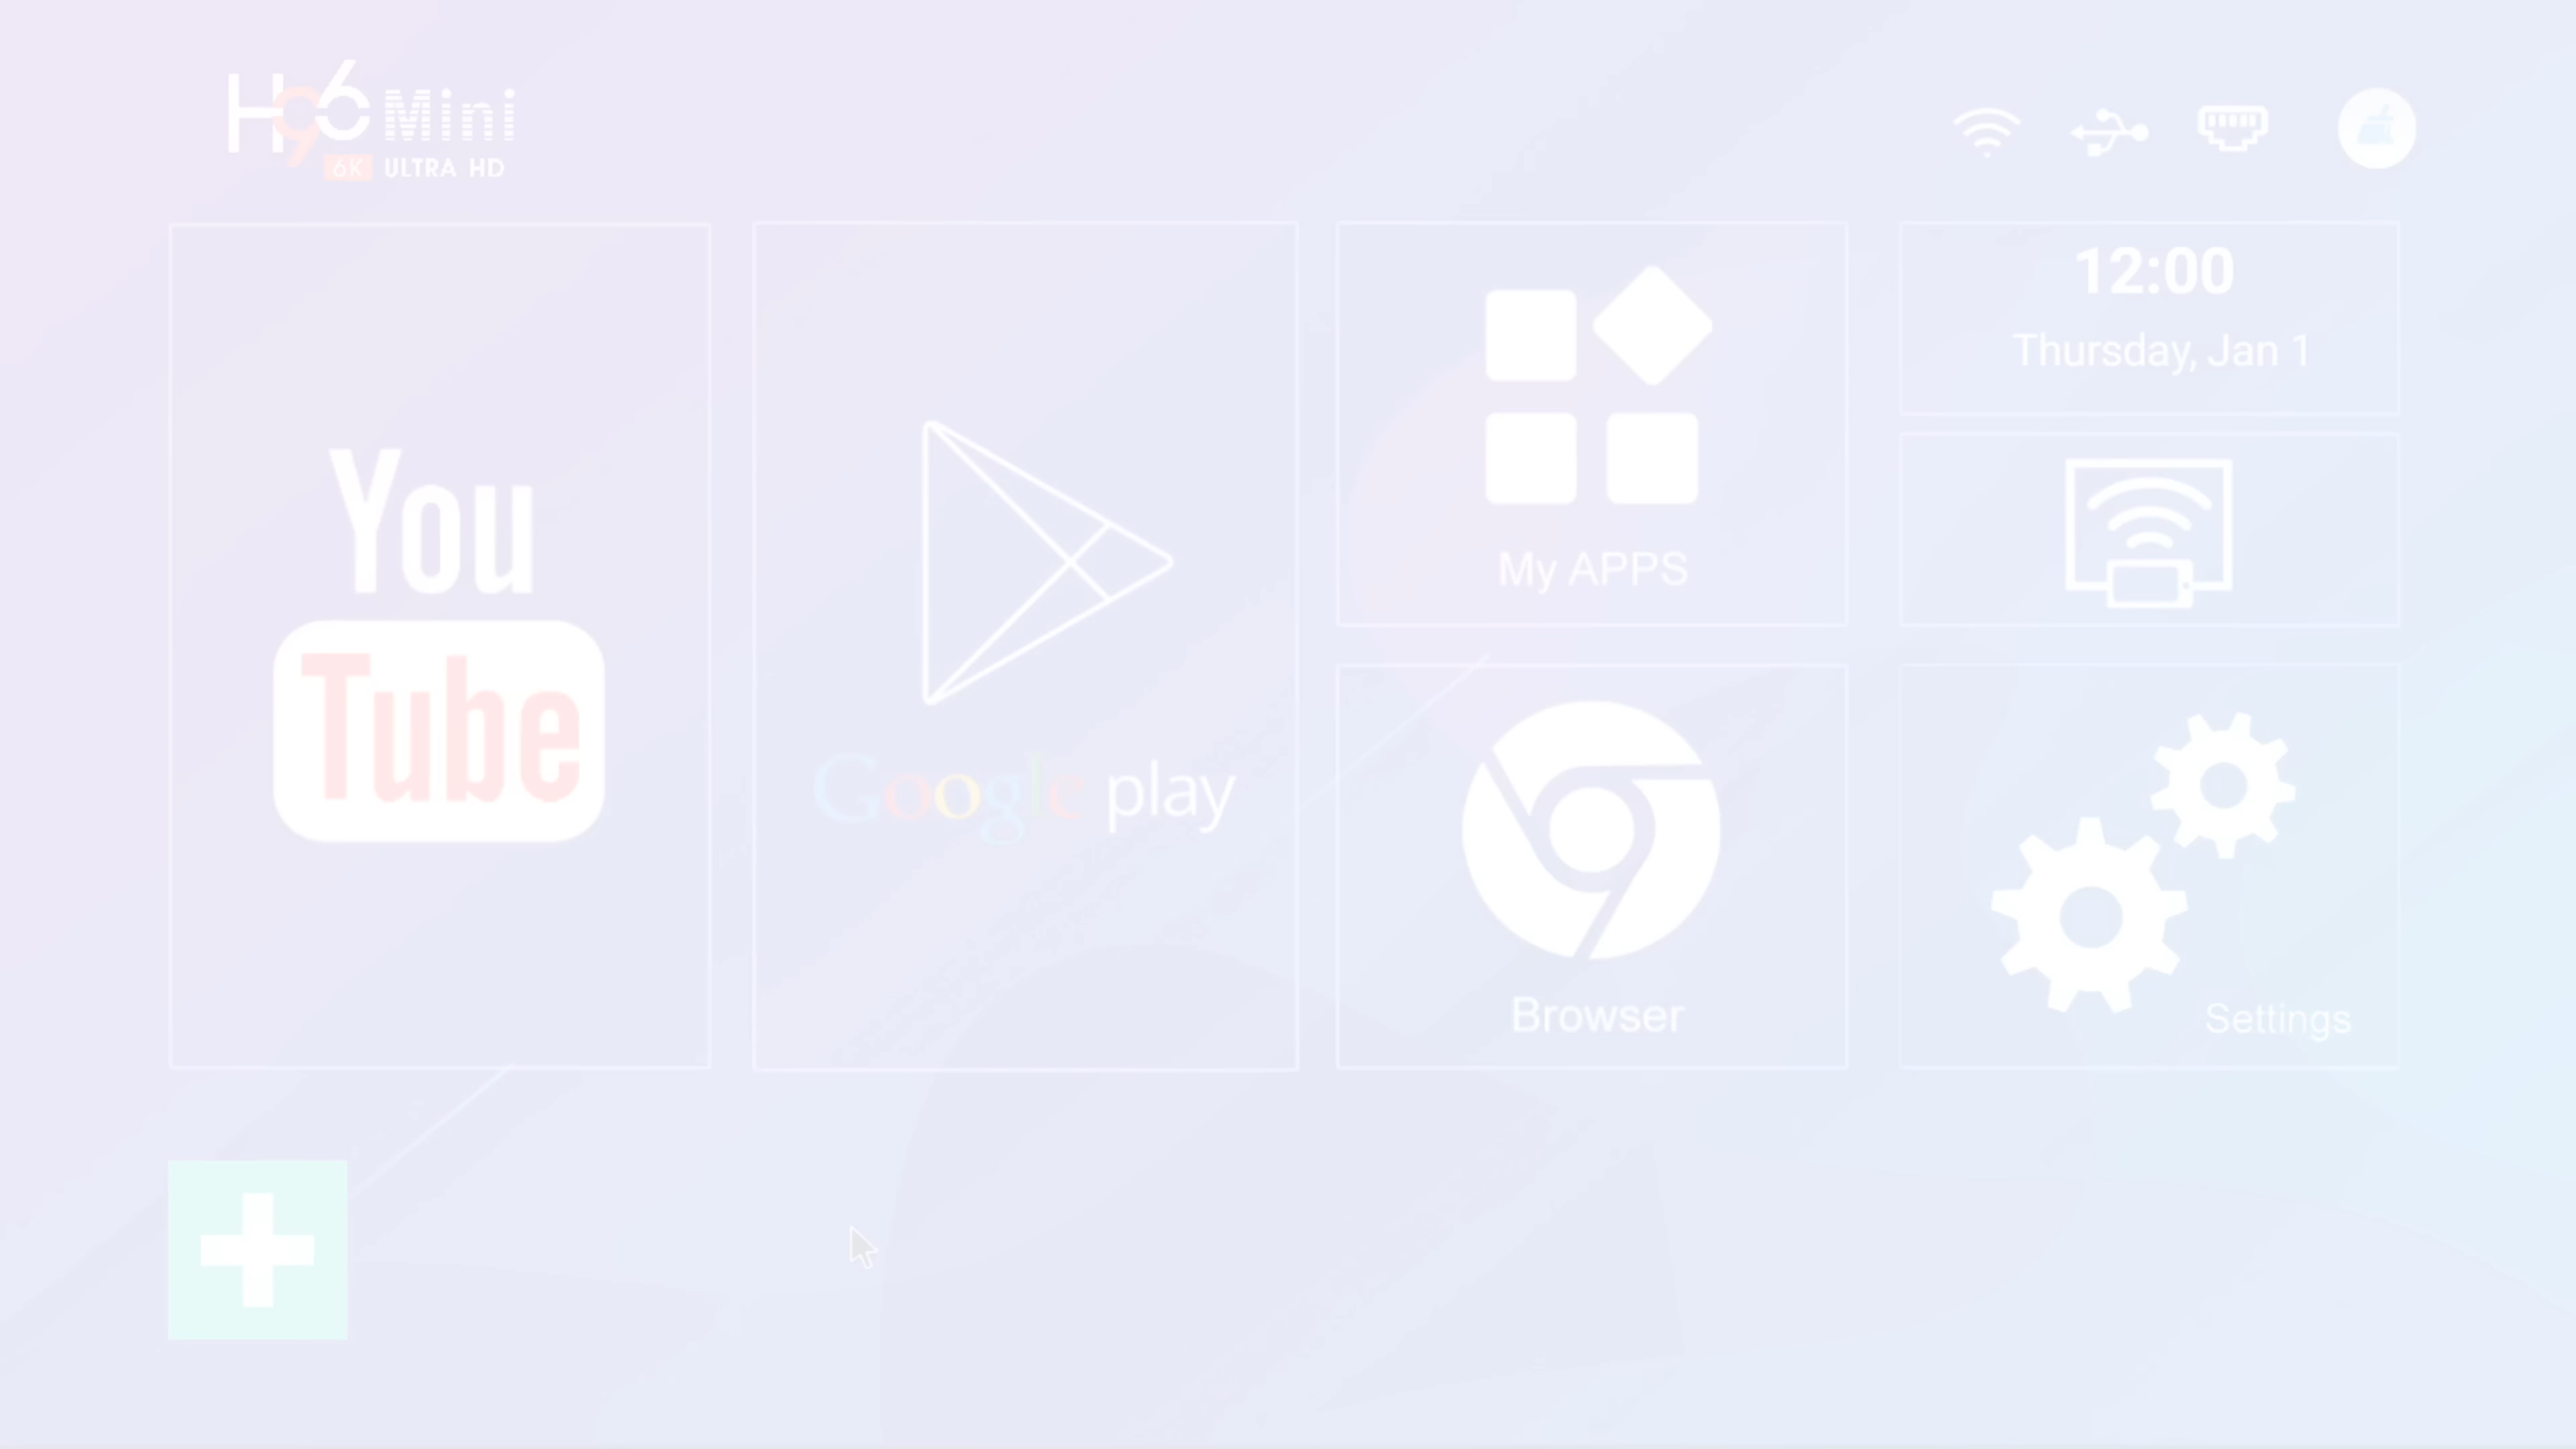 H96 Mini
6K ULTRA HD
12:00
Thursday, Jan 1
You
Tube
Google play
My APPS
Browser
Settings